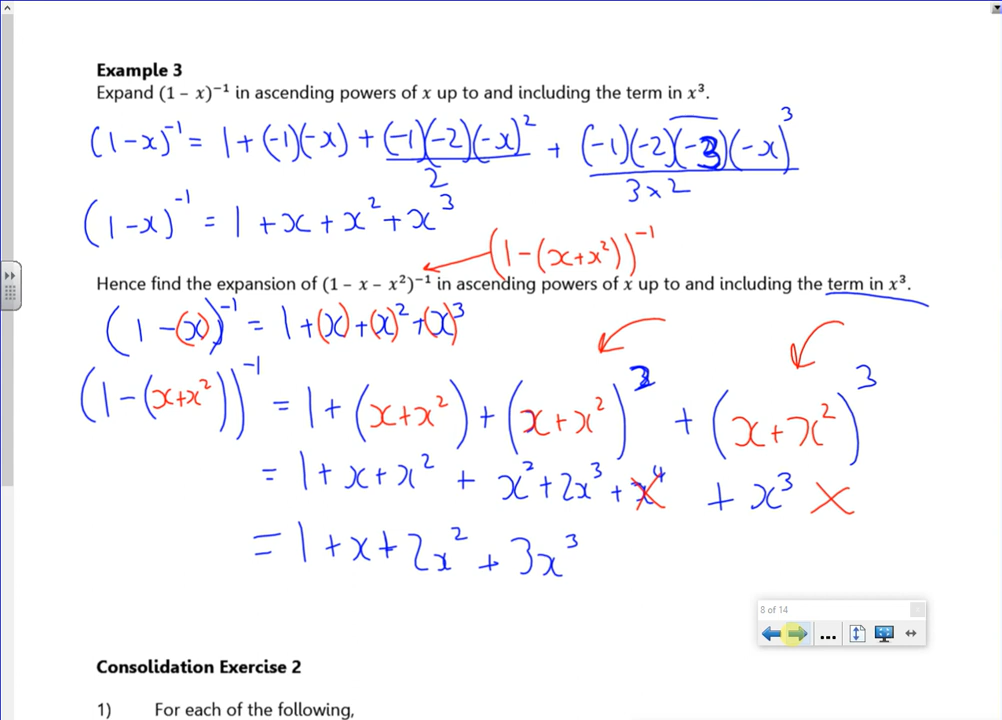 Example 3
Expand (1 – x)⁻¹ in ascending powers of x up to and including the term in x³.
(1-x)⁻¹ = 1 + (-1)(-x) + (-1)(-2)(-x)²/2 + (-1)(-2)(-3)(-x)³/3×2
(1-x)⁻¹ = 1 + x + x² + x³
(1-(x+x²))⁻¹
Hence find the expansion of (1 – x – x²)⁻¹ in ascending powers of x up to and including the term in x³.
(1-(x))⁻¹ = 1+(x)+(x)²+(x)³
(1-(x+x²))⁻¹ = 1+(x+x²)+(x+x²)² + (x+x²)³
= 1 + x + x² + x² + 2x³ + x⁴ + x³
= 1 + x + 2x² + 3x³
8 of 14
Consolidation Exercise 2
1) For each of the following,